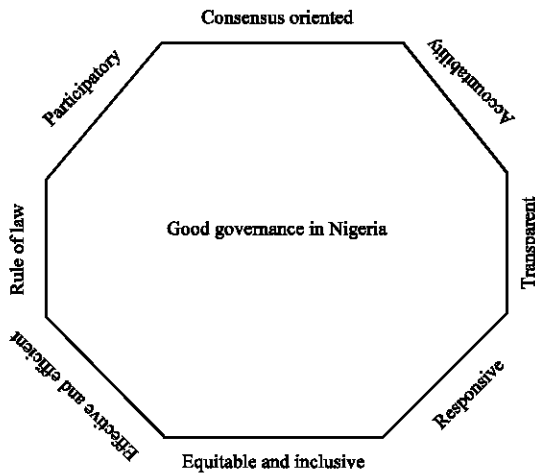 Consensus oriented
Participatory
Accountability
Rule of law
Good governance in Nigeria
Transparent
Effective and efficient
Responsive
Equitable and inclusive